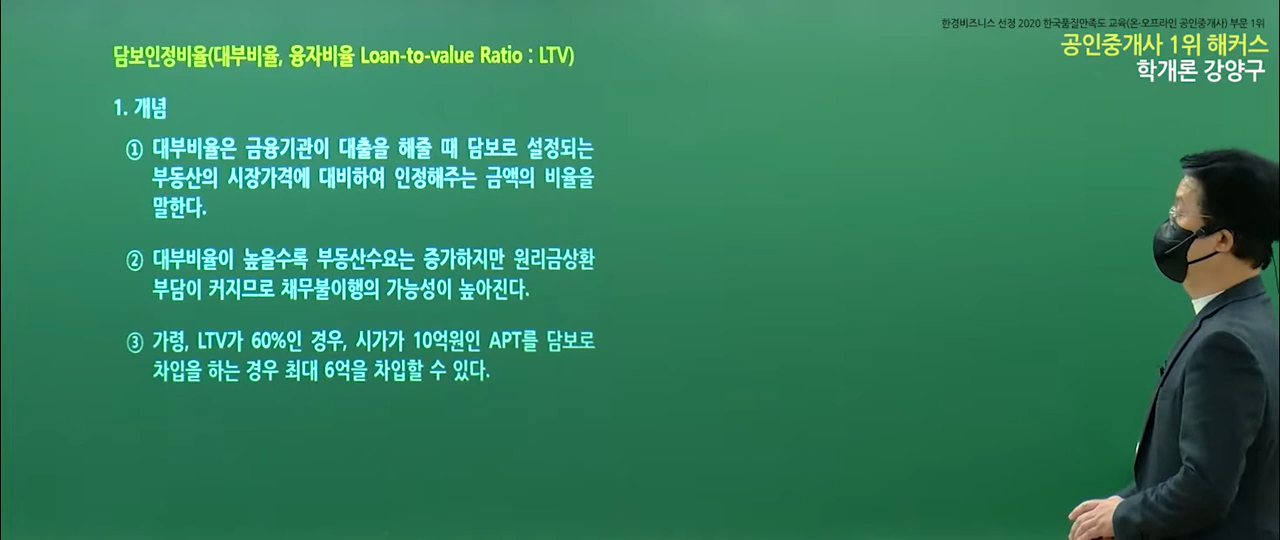 한경비즈니스 선정 2020 한국품질만족도 교육(온·오프라인 공인중개사) 부문 1위
공인중개사 1위 해커스
학개론 강양구
담보인정비율(대부비율, 융자비율 Loan-to-value Ratio : LTV)
1. 개념
① 대부비율은 금융기관이 대출을 해줄 때 담보로 설정되는
부동산의 시장가격에 대비하여 인정해주는 금액의 비율을
말한다.
② 대부비율이 높을수록 부동산수요는 증가하지만 원리금상환
부담이 커지므로 채무불이행의 가능성이 높아진다.
③ 가령, LTV가 60%인 경우, 시가가 10억원인 APT를 담보로
차입을 하는 경우 최대 6억을 차입할 수 있다.